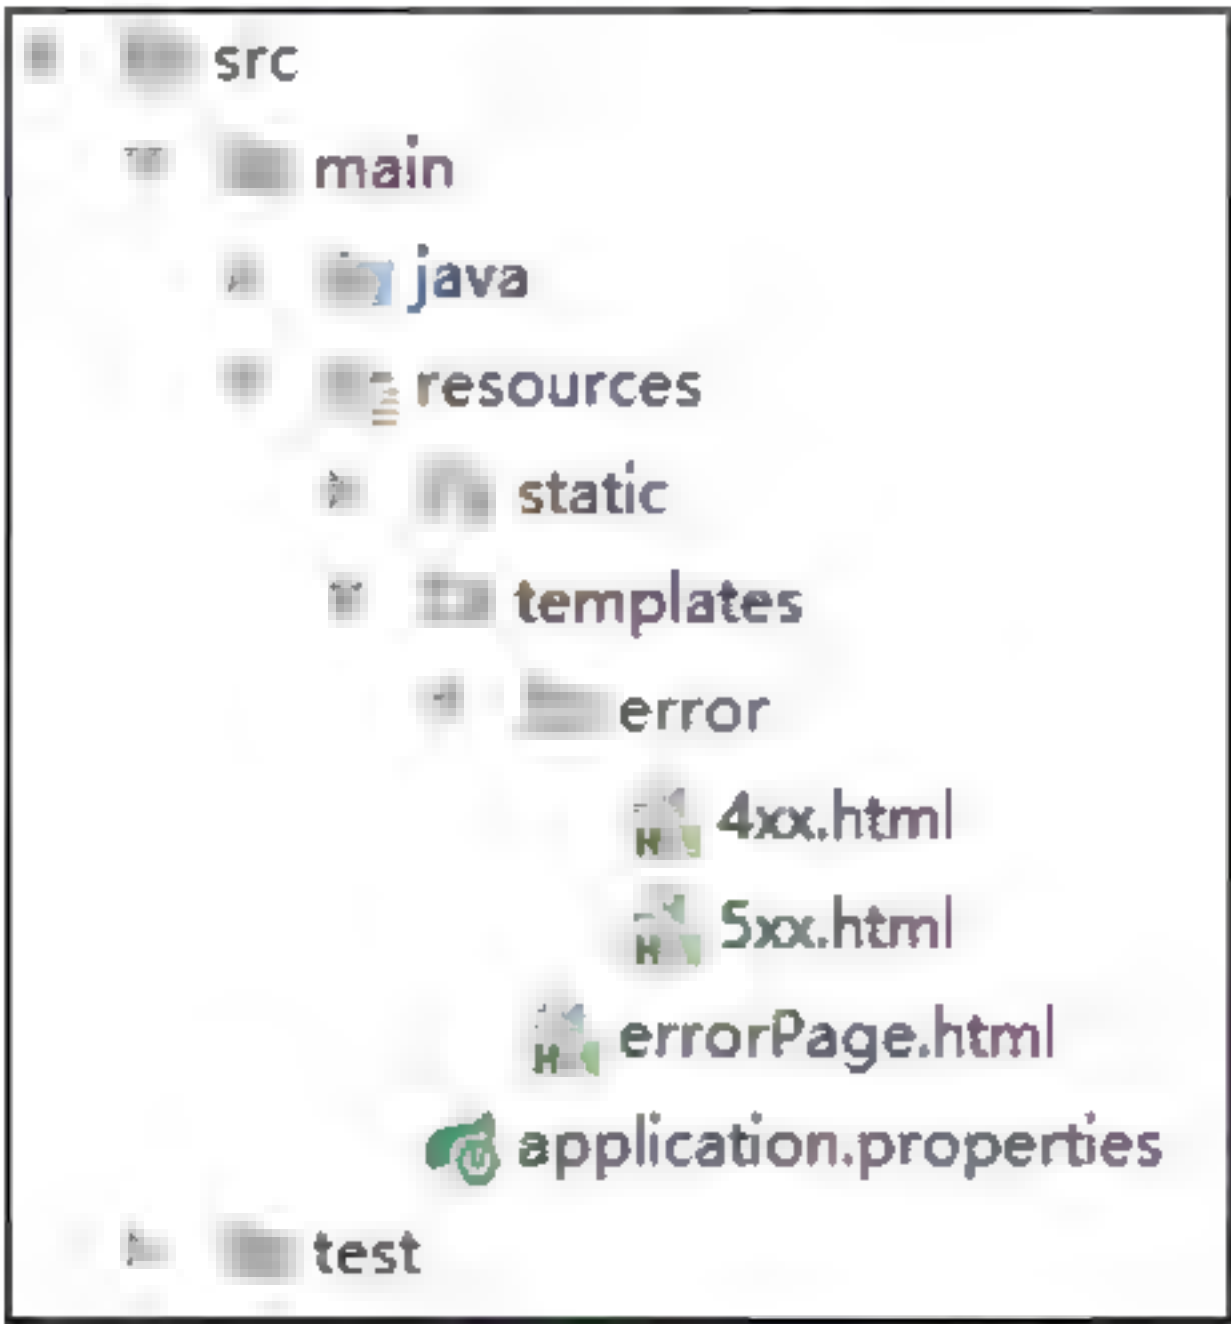 src
main
java
resources
static
templates
error
4xx.html
5xx.html
errorPage.html
application.properties
test